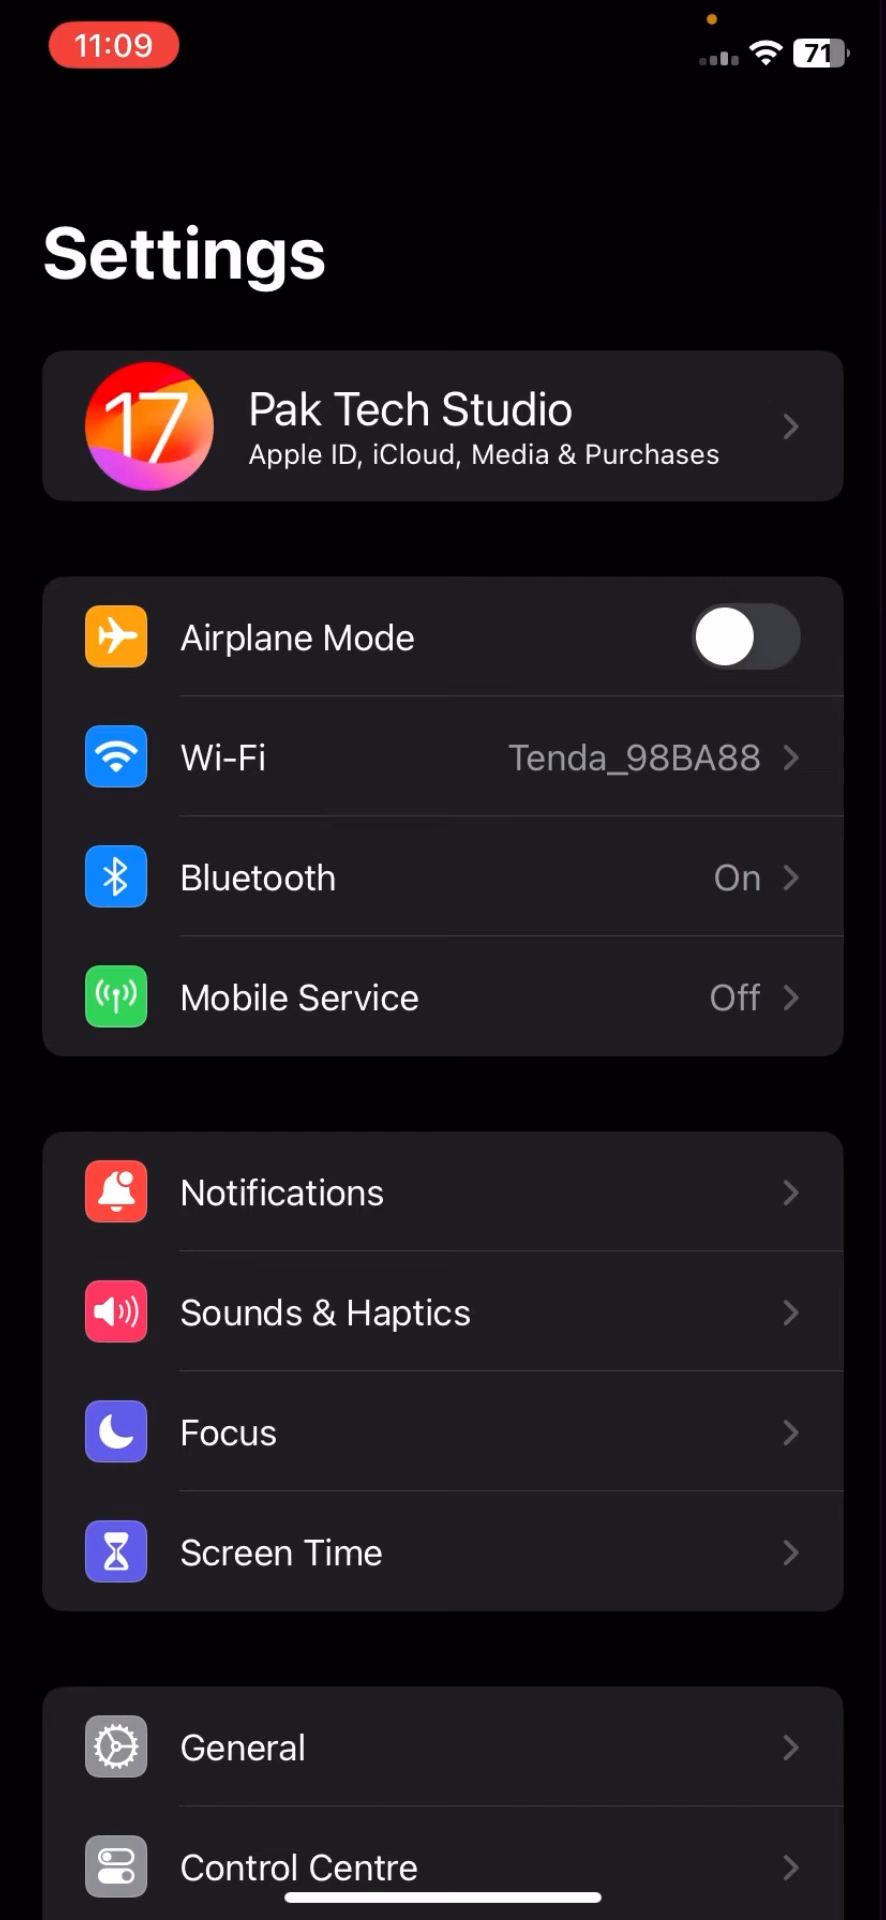 11:09
71
Settings
17
Pak Tech Studio
Apple ID, iCloud, Media & Purchases
Airplane Mode
Wi-Fi Tenda_98BA88
Bluetooth On
Mobile Service Off
Notifications
Sounds & Haptics
Focus
Screen Time
General
Control Centre